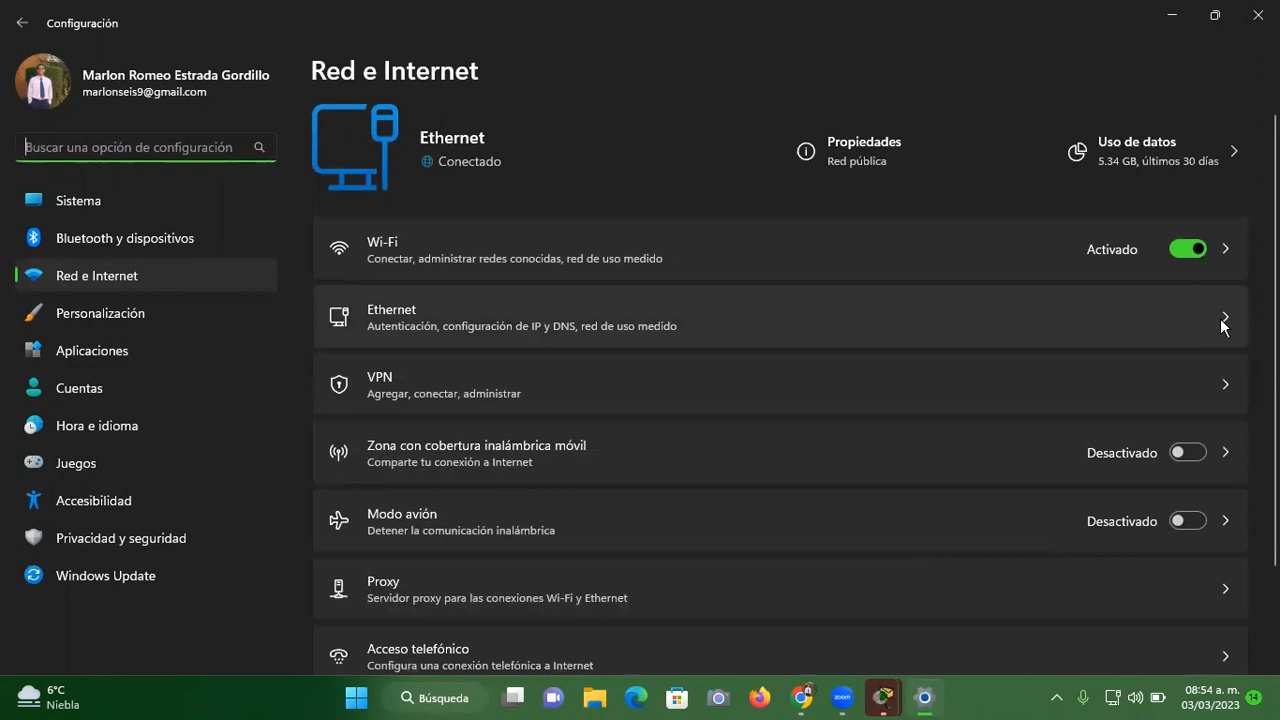 Configuración
Marlon Romeo Estrada Gordillo
marlonseis9@gmail.com
Buscar una opción de configuración
Sistema
Bluetooth y dispositivos
Red e Internet
Personalización
Aplicaciones
Cuentas
Hora e idioma
Juegos
Accesibilidad
Privacidad y seguridad
Windows Update
Red e Internet
Ethernet
Conectado
Propiedades
Red pública
Uso de datos
5.34 GB, últimos 30 días
Wi-Fi
Conectar, administrar redes conocidas, red de uso medido
Activado
Ethernet
Autenticación, configuración de IP y DNS, red de uso medido
VPN
Agregar, conectar, administrar
Zona con cobertura inalámbrica móvil
Comparte tu conexión a Internet
Desactivado
Modo avión
Detener la comunicación inalámbrica
Desactivado
Proxy
Servidor proxy para las conexiones Wi-Fi y Ethernet
Acceso telefónico
Configura una conexión telefónica a Internet
6°C
Niebla
Búsqueda
zoom
08:54 a. m.
03/03/2023
14